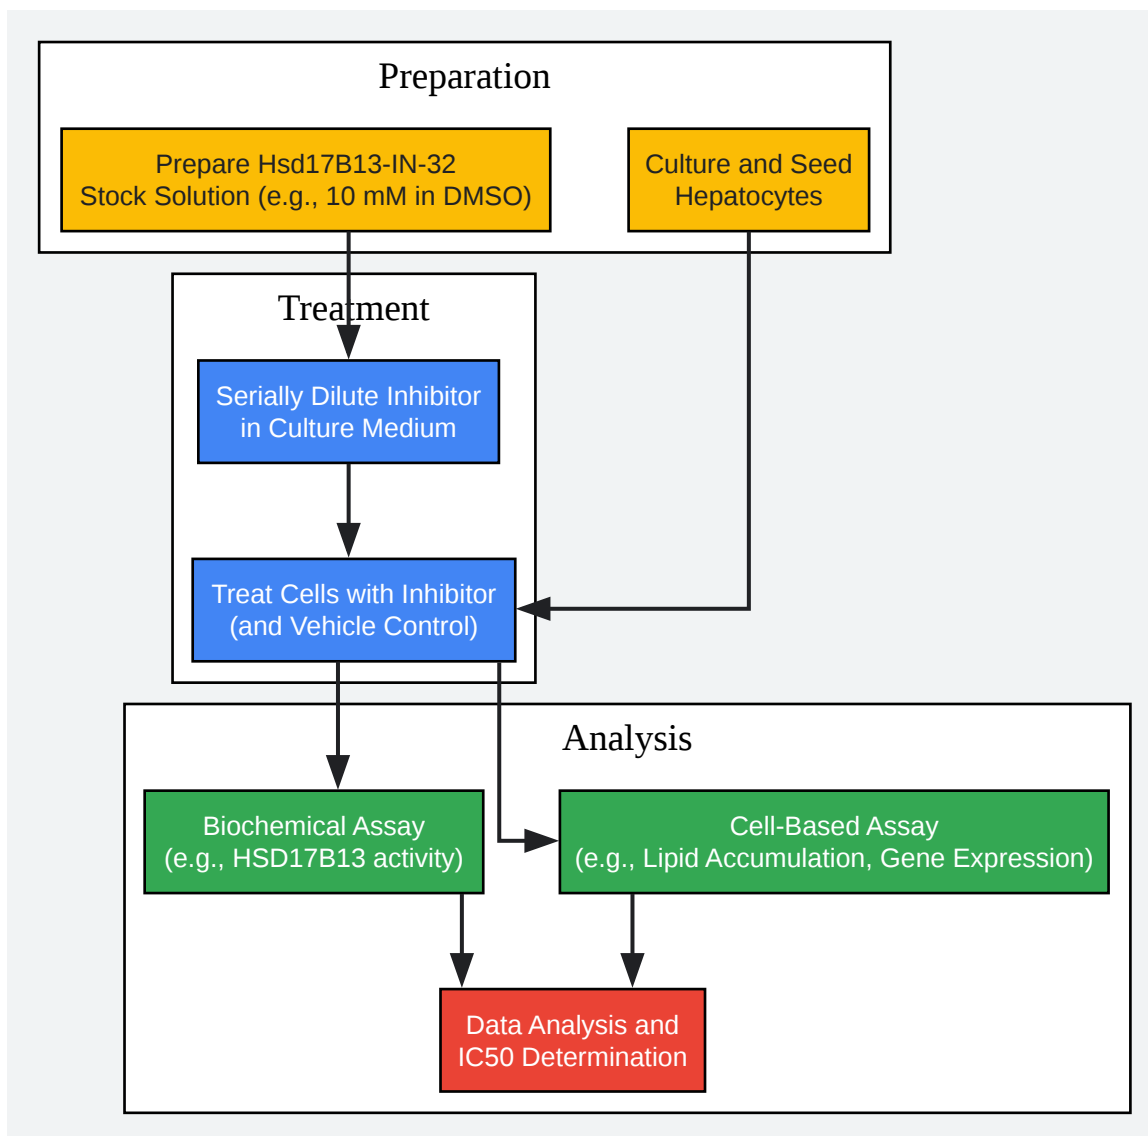 Preparation
Prepare Hsd17B13-IN-32
Stock Solution (e.g., 10 mM in DMSO)
Culture and Seed
Hepatocytes
Treatment
Serially Dilute Inhibitor
in Culture Medium
Treat Cells with Inhibitor
(and Vehicle Control)
Analysis
Biochemical Assay
(e.g., HSD17B13 activity)
Cell-Based Assay
(e.g., Lipid Accumulation, Gene Expression)
Data Analysis and
IC50 Determination